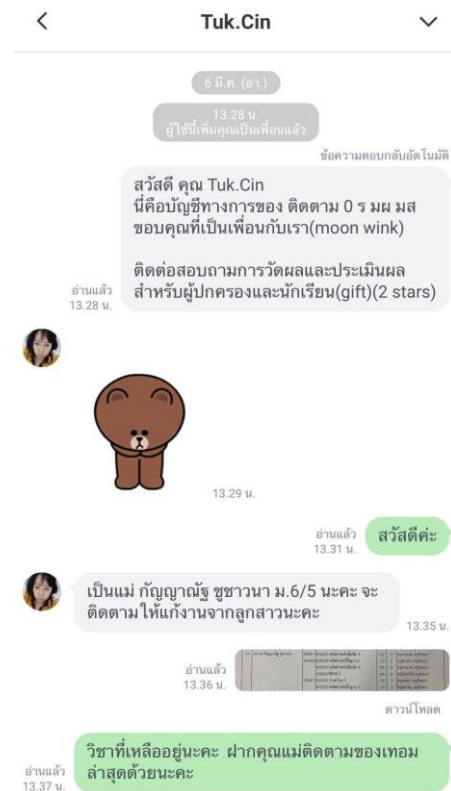 Tuk.Cin
6 มี.ค. (อา.)
13.28 น.
ผู้ใช้นี้เพิ่มคุณเป็นเพื่อนแล้ว
ข้อความตอบกลับอัตโนมัติ
สวัสดี คุณ Tuk.Cin
นี่คือบัญชีทางการของ ติดตาม 0 ร มผ มส
ขอบคุณที่เป็นเพื่อนกับเรา(moon wink)
ติดต่อสอบถามการวัดผลและประเมินผล
สำหรับผู้ปกครองและนักเรียน(gift)(2 stars)
อ่านแล้ว
13.28 น.
13.29 น.
สวัสดีค่ะ
อ่านแล้ว
13.31 น.
เป็นแม่ กัญญาณัฐ ชูชาวนา ม.6/5 นะคะ จะ
ติดตามให้แก้งานจากลูกสาวนะคะ
13.35 น.
อ่านแล้ว
13.36 น.
ดาวน์โหลด
วิชาที่เหลืออยู่นะคะ ฝากคุณแม่ติดตามของเทอม
ล่าสุดด้วยนะคะ
อ่านแล้ว
13.37 น.